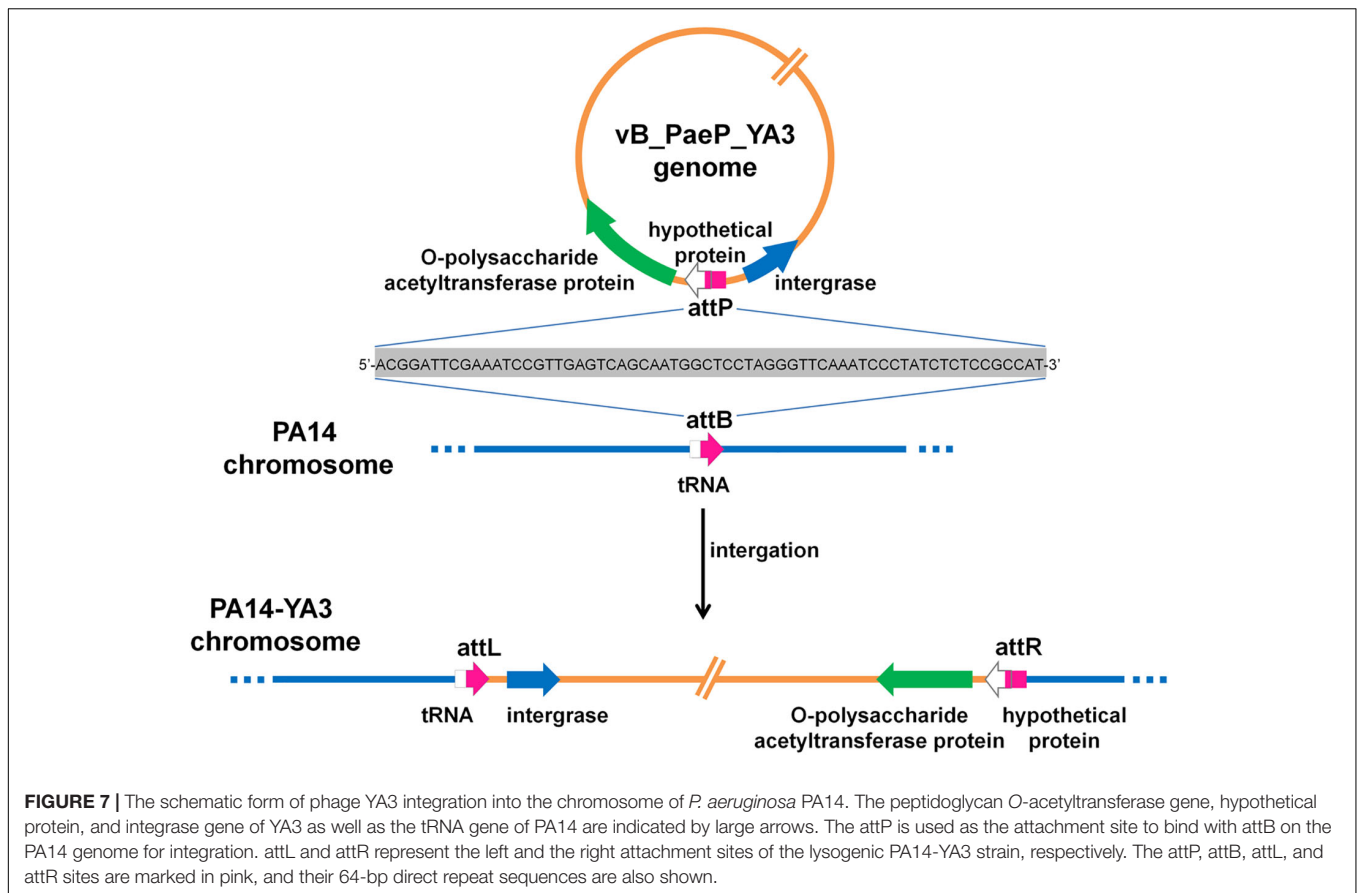 vB_PaeP_YA3
genome
hypothetical
protein
O-polysaccharide
acetyltransferase protein
intergrase
attP
5'-ACGGATTCGAAATCCGTTGAGTCAGCAATGGCTCCTAGGGTTCAAATCCCTATCTCTCCGCCAT-3'
attB
PA14
chromosome
tRNA
intergation
PA14-YA3
chromosome
attL
attR
tRNA
intergrase
O-polysaccharide
acetyltransferase protein
hypothetical
protein
FIGURE 7 | The schematic form of phage YA3 integration into the chromosome of P. aeruginosa PA14. The peptidoglycan O-acetyltransferase gene, hypothetical
protein, and integrase gene of YA3 as well as the tRNA gene of PA14 are indicated by large arrows. The attP is used as the attachment site to bind with attB on the
PA14 genome for integration. attL and attR represent the left and the right attachment sites of the lysogenic PA14-YA3 strain, respectively. The attP, attB, attL, and
attR sites are marked in pink, and their 64-bp direct repeat sequences are also shown.